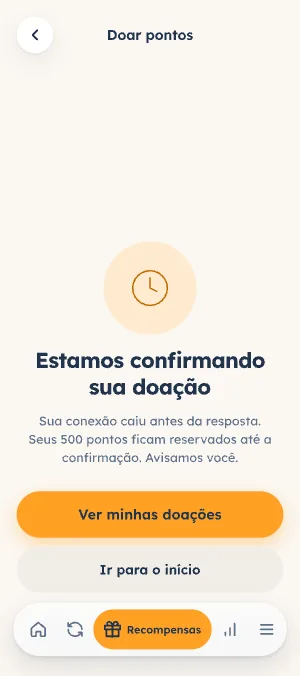 Doar pontos
Estamos confirmando
sua doação
Sua conexão caiu antes da resposta.
Seus 500 pontos ficam reservados até a
confirmação. Avisamos você.
Ver minhas doações
Ir para o início
Recompensas